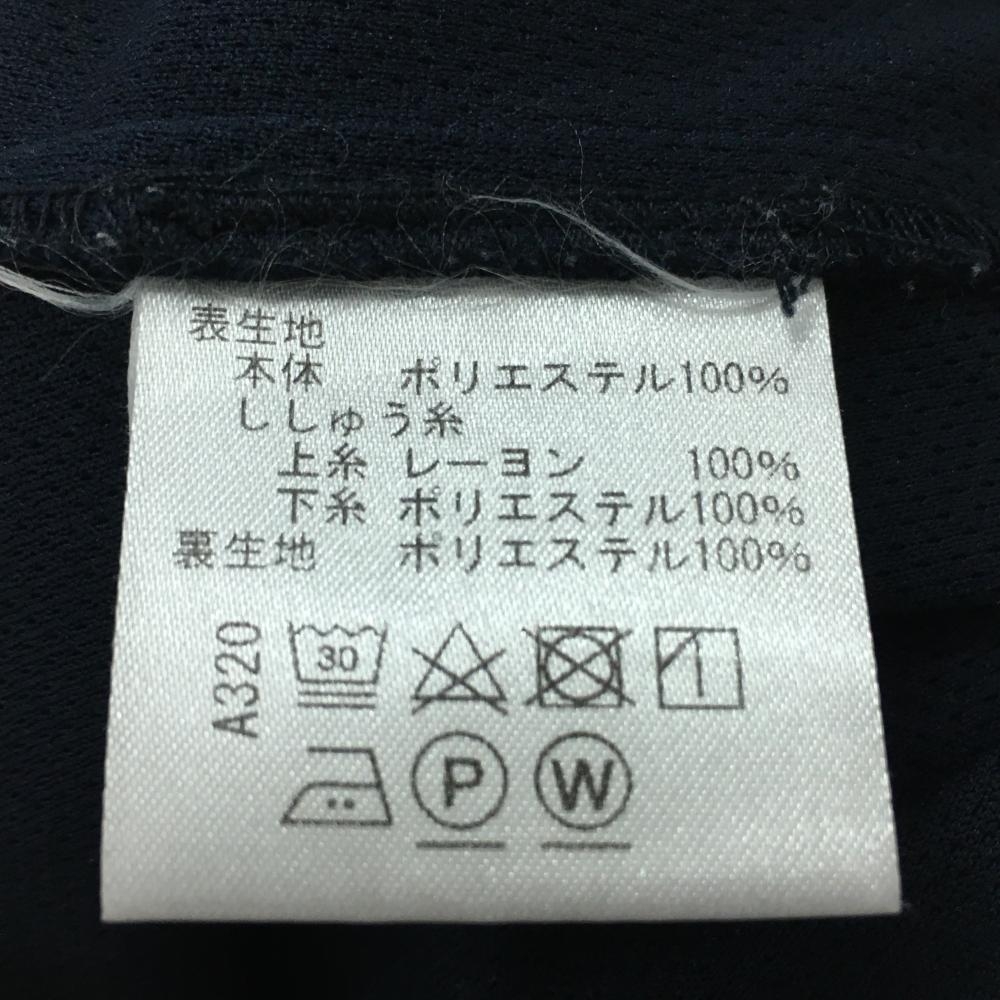 表生地
本体 ポリエステル100%
ししゅう糸
上糸 レーヨン 100%
下糸 ポリエステル100%
裏生地 ポリエステル100%
A320
30
P W